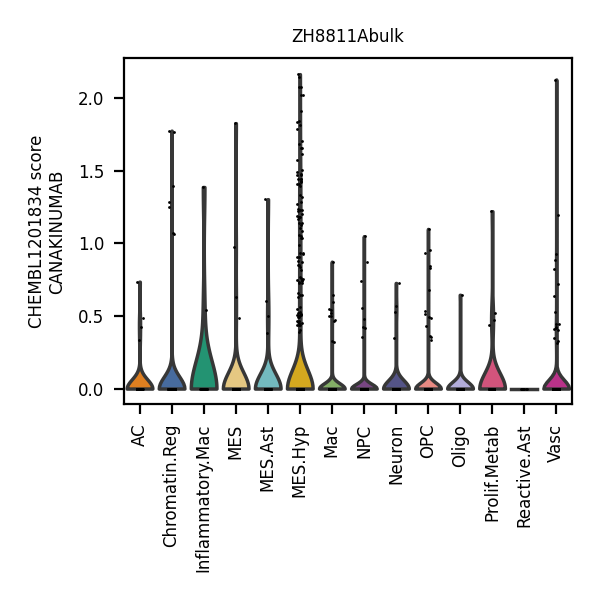 ZH8811Abulk
CHEMBL1201834 score
CANAKINUMAB
2.0
1.5
1.0
0.5
0.0
AC
Chromatin.Reg
Inflammatory.Mac
MES
MES.Ast
MES.Hyp
Mac
NPC
Neuron
OPC
Oligo
Prolif.Metab
Reactive.Ast
Vasc